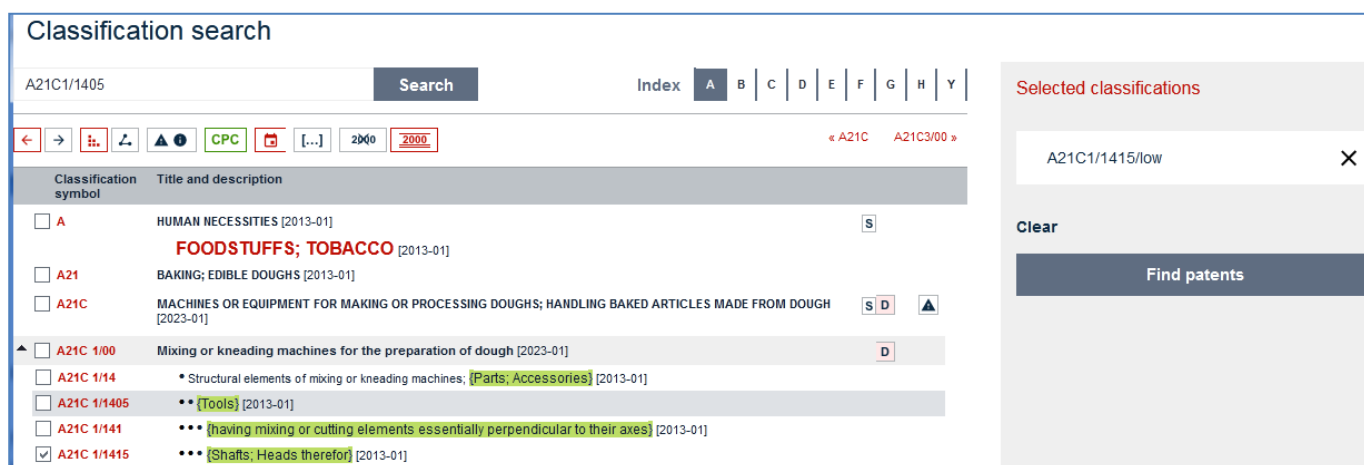 Classification search
A21C1/1405 Search Index A B C D E F G H Y
Selected classifications
CPC [...] 2000 2000 « A21C A21C3/00 »
A21C1/1415/low
Classification symbol Title and description
A HUMAN NECESSITIES [2013-01] S
Clear
FOODSTUFFS; TOBACCO [2013-01]
Find patents
A21 BAKING; EDIBLE DOUGHS [2013-01]
A21C MACHINES OR EQUIPMENT FOR MAKING OR PROCESSING DOUGHS; HANDLING BAKED ARTICLES MADE FROM DOUGH S D
[2023-01]
A21C 1/00 Mixing or kneading machines for the preparation of dough [2023-01] D
A21C 1/14 • Structural elements of mixing or kneading machines; {Parts; Accessories} [2013-01]
A21C 1/1405 • • {Tools} [2013-01]
A21C 1/141 • • • {having mixing or cutting elements essentially perpendicular to their axes} [2013-01]
A21C 1/1415 • • • {Shafts; Heads therefor} [2013-01]